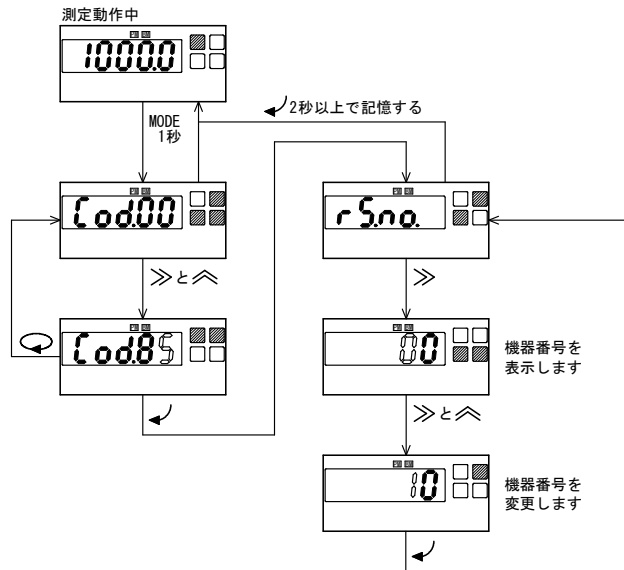 測定動作中
1000.0
2秒以上で記憶する
MODE
1秒
Cod.00
r S.no.
≫と︽
≫
Cod.85
00
機器番号を
表示します
≫と︽
10
機器番号を
変更します